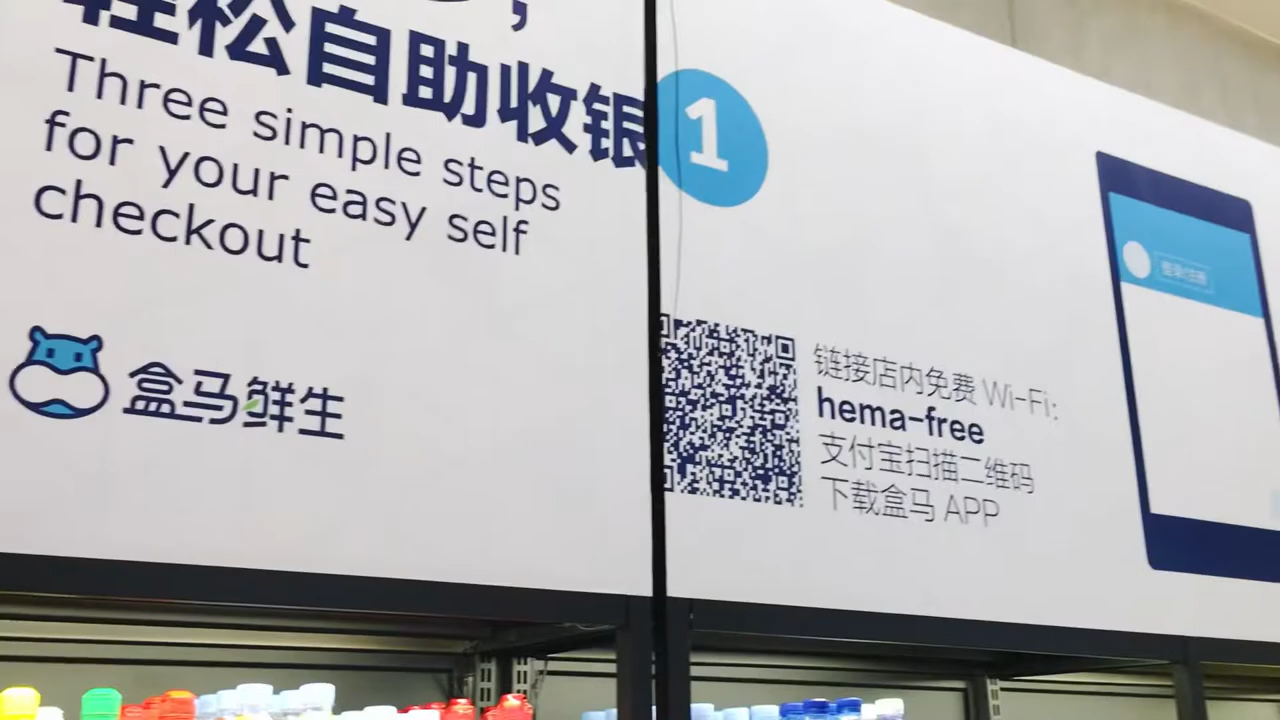 轻松自助收银
Three simple steps
for your easy self
checkout
盒马鲜生
1
链接店内免费 Wi-Fi:
hema-free
支付宝扫描二维码
下载盒马 APP